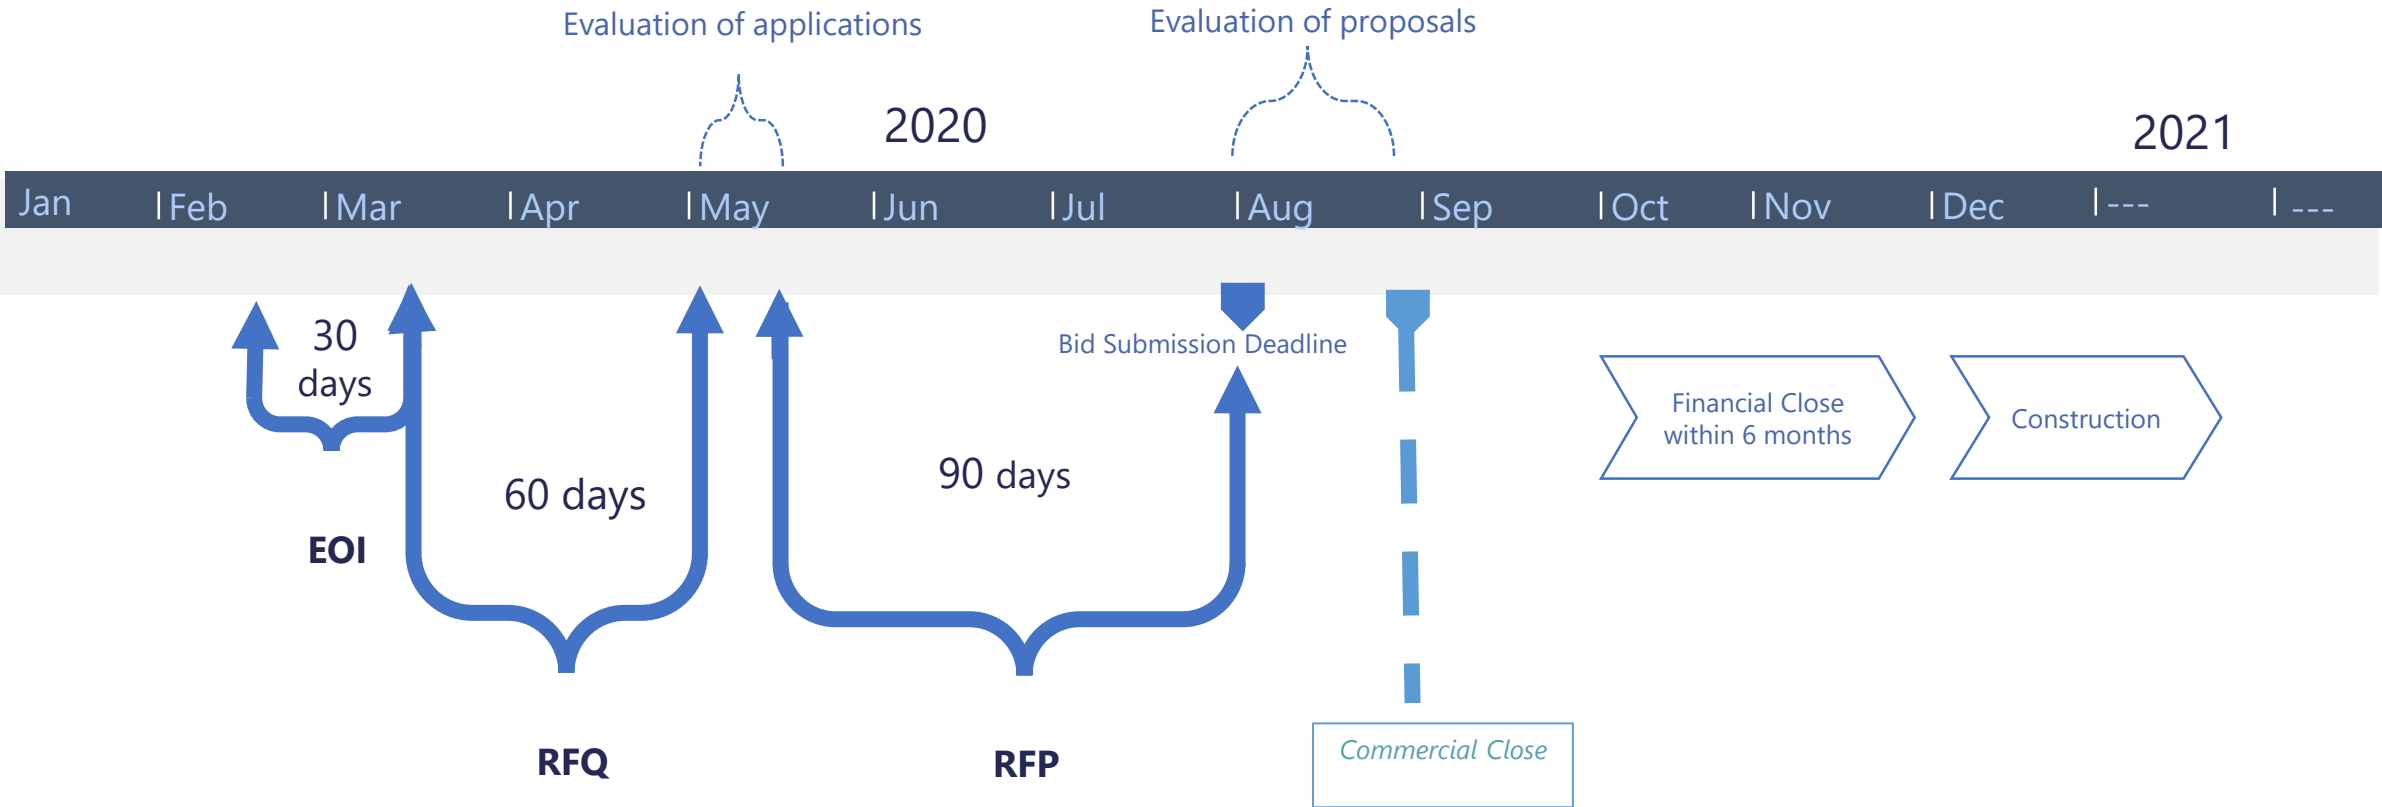 Evaluation of applications
Evaluation of proposals
2020
2021
Jan
Feb
Mar
Apr
May
Jun
Jul
Aug
Sep
Oct
Nov
Dec
---
---
30
days
Bid Submission Deadline
Financial Close
within 6 months
Construction
60 days
90 days
EOI
RFQ
RFP
Commercial Close